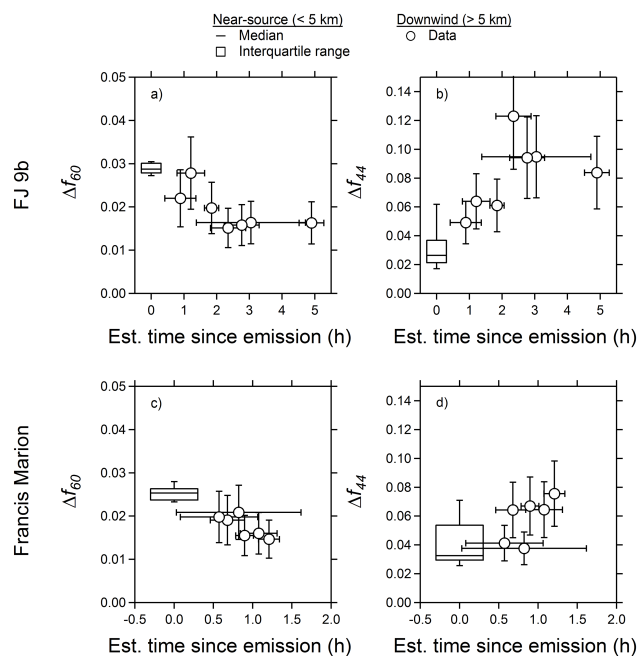 Near-source (< 5 km)
Median
Interquartile range
Downwind (> 5 km)
Data
FJ 9b
a)
Δf60
0.05
0.04
0.03
0.02
0.01
0.00
0 1 2 3 4 5
Est. time since emission (h)
b)
Δf44
0.14
0.12
0.10
0.08
0.06
0.04
0.02
0.00
0 1 2 3 4 5
Est. time since emission (h)
Francis Marion
c)
Δf60
0.05
0.04
0.03
0.02
0.01
0.00
-0.5 0.0 0.5 1.0 1.5 2.0
Est. time since emission (h)
d)
Δf44
0.14
0.12
0.10
0.08
0.06
0.04
0.02
0.00
-0.5 0.0 0.5 1.0 1.5 2.0
Est. time since emission (h)